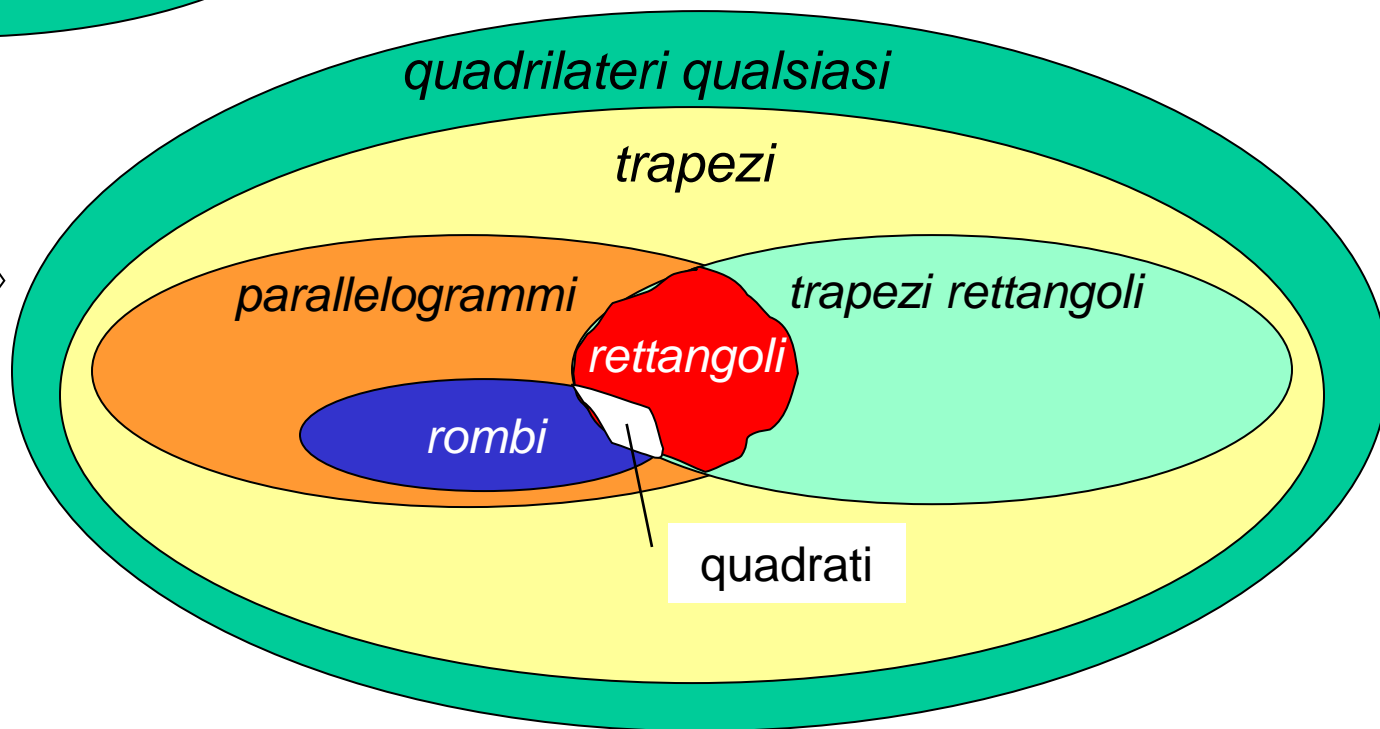 quadrilateri qualsiasi
trapezi
parallelogrammi
trapezi rettangoli
rettangoli
rombi
quadrati